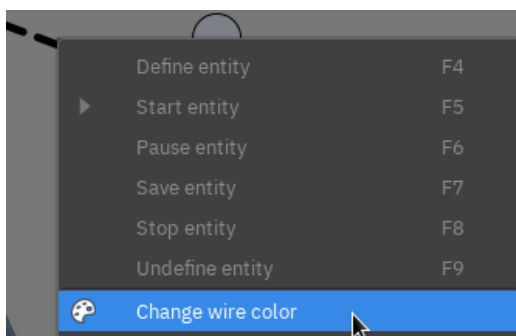 Define entity F4
Start entity F5
Pause entity F6
Save entity F7
Stop entity F8
Undefine entity F9
Change wire color